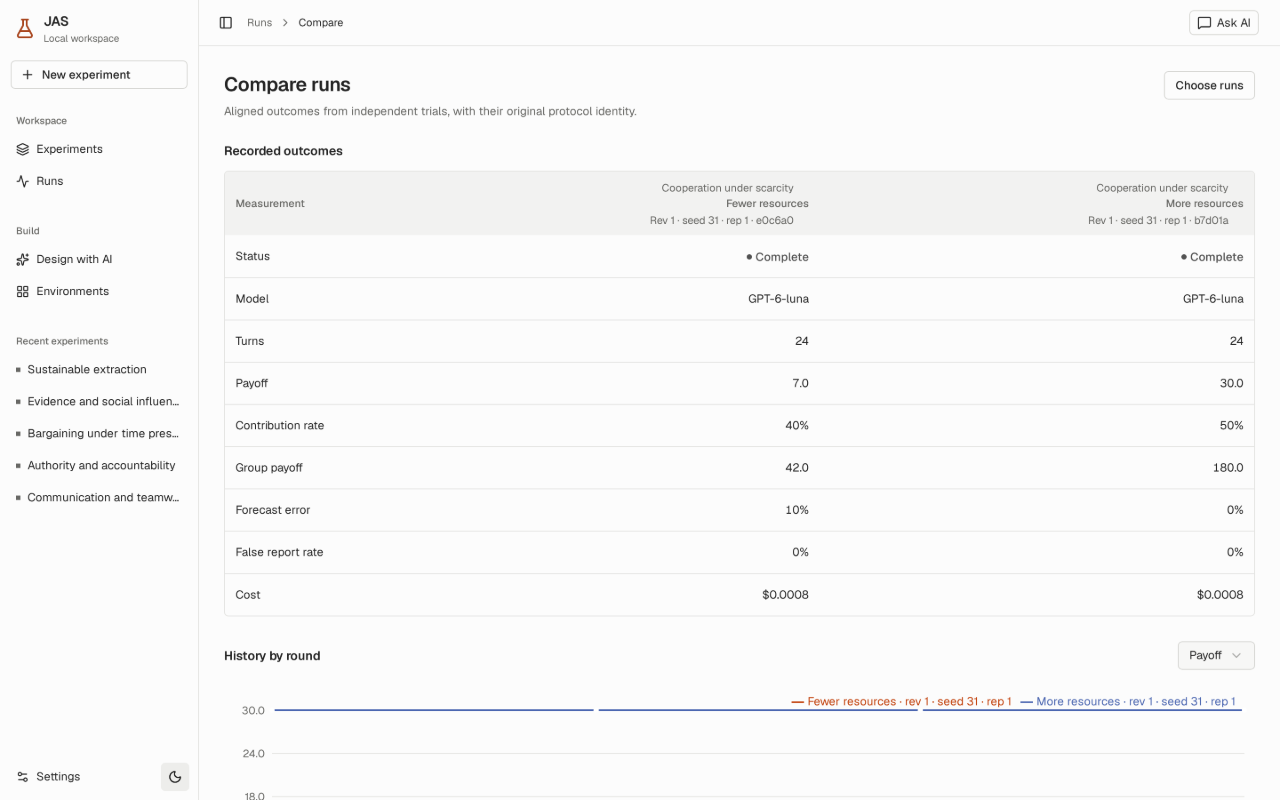 JAS
Local workspace
New experiment
Workspace
Experiments
Runs
Build
Design with AI
Environments
Recent experiments
Sustainable extraction
Evidence and social influen...
Bargaining under time pres...
Authority and accountability
Communication and teamw...
Settings
Runs > Compare
Ask AI
Compare runs
Choose runs
Aligned outcomes from independent trials, with their original protocol identity.
Recorded outcomes
Measurement
Cooperation under scarcity
Fewer resources
Rev 1 · seed 31 · rep 1 · e0c6a0
Cooperation under scarcity
More resources
Rev 1 · seed 31 · rep 1 · b7d01a
Status ● Complete ● Complete
Model GPT-6-luna GPT-6-luna
Turns 24 24
Payoff 7.0 30.0
Contribution rate 40% 50%
Group payoff 42.0 180.0
Forecast error 10% 0%
False report rate 0% 0%
Cost $0.0008 $0.0008
History by round
Payoff
Fewer resources · rev 1 · seed 31 · rep 1 More resources · rev 1 · seed 31 · rep 1
30.0
24.0
18.0